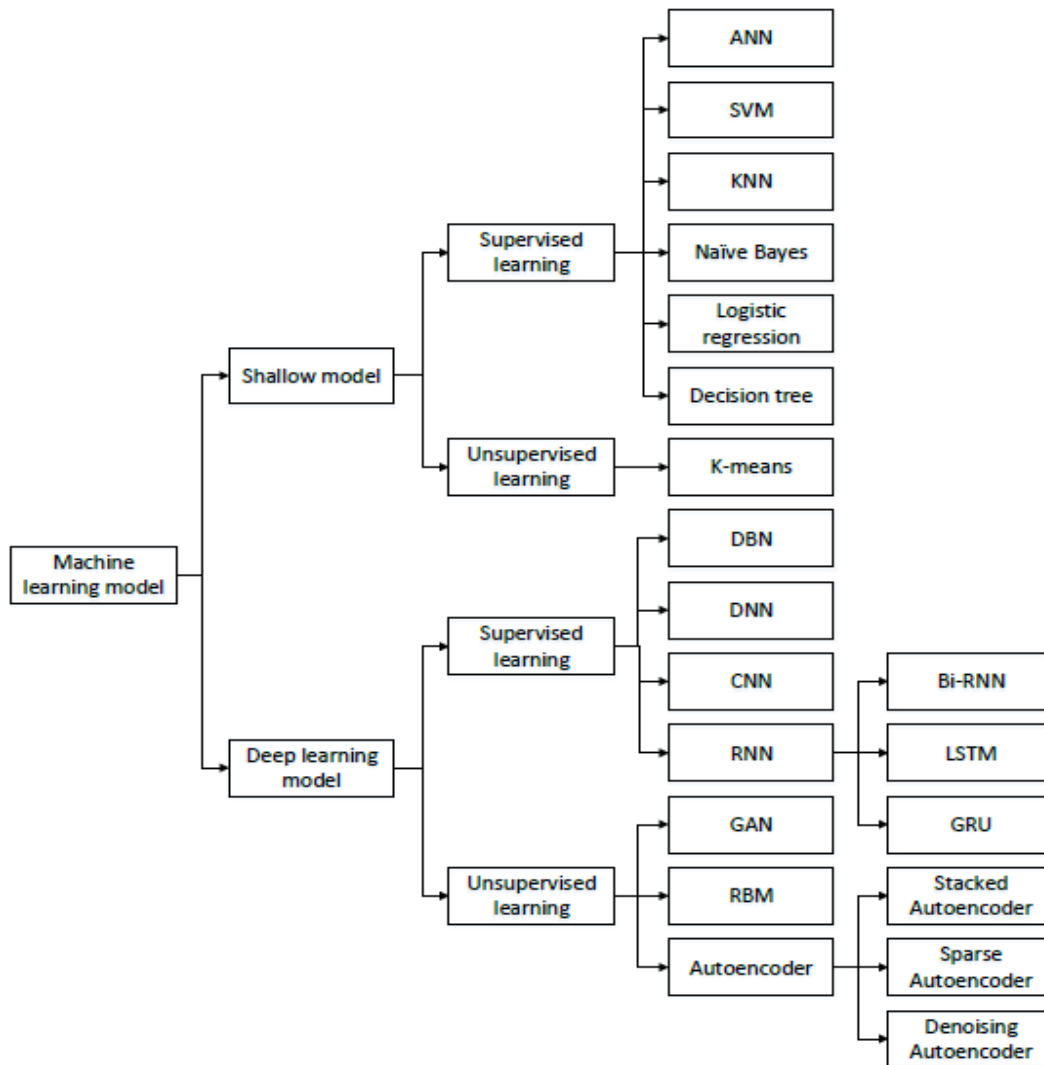 ANN
SVM
KNN
Supervised
learning
Naïve Bayes
Logistic
regression
Shallow model
Decision tree
Unsupervised
learning
K-means
DBN
Machine
learning model
DNN
Supervised
learning
CNN
Bi-RNN
RNN
LSTM
Deep learning
model
GAN
GRU
Unsupervised
learning
RBM
Stacked
Autoencoder
Autoencoder
Sparse
Autoencoder
Denoising
Autoencoder